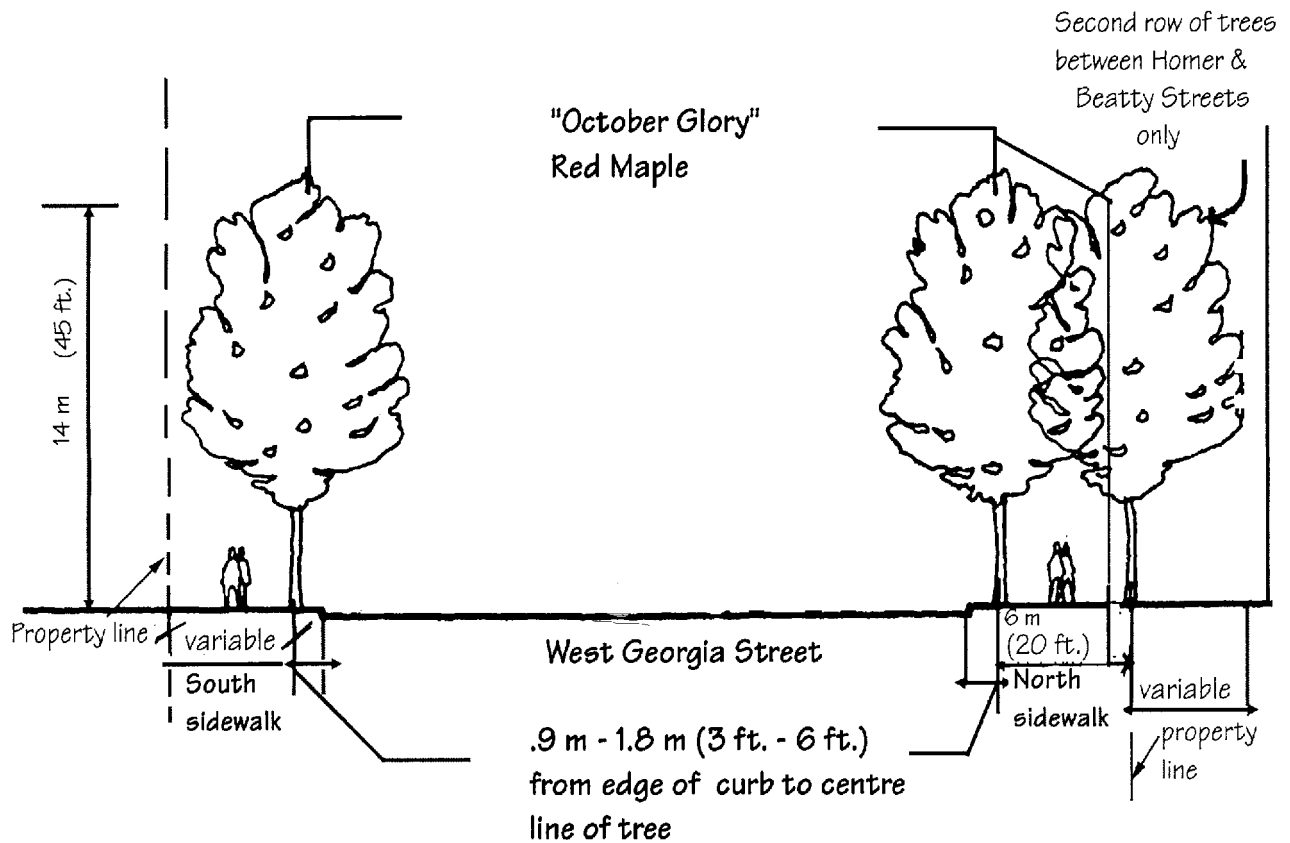 Second row of trees
between Homer &
Beatty Streets
only
"October Glory"
Red Maple
14 m (45 ft.)
Property line
variable
South
sidewalk
West Georgia Street
6 m
(20 ft.)
North
sidewalk
variable
property
line
.9 m - 1.8 m (3 ft. - 6 ft.)
from edge of curb to centre
line of tree